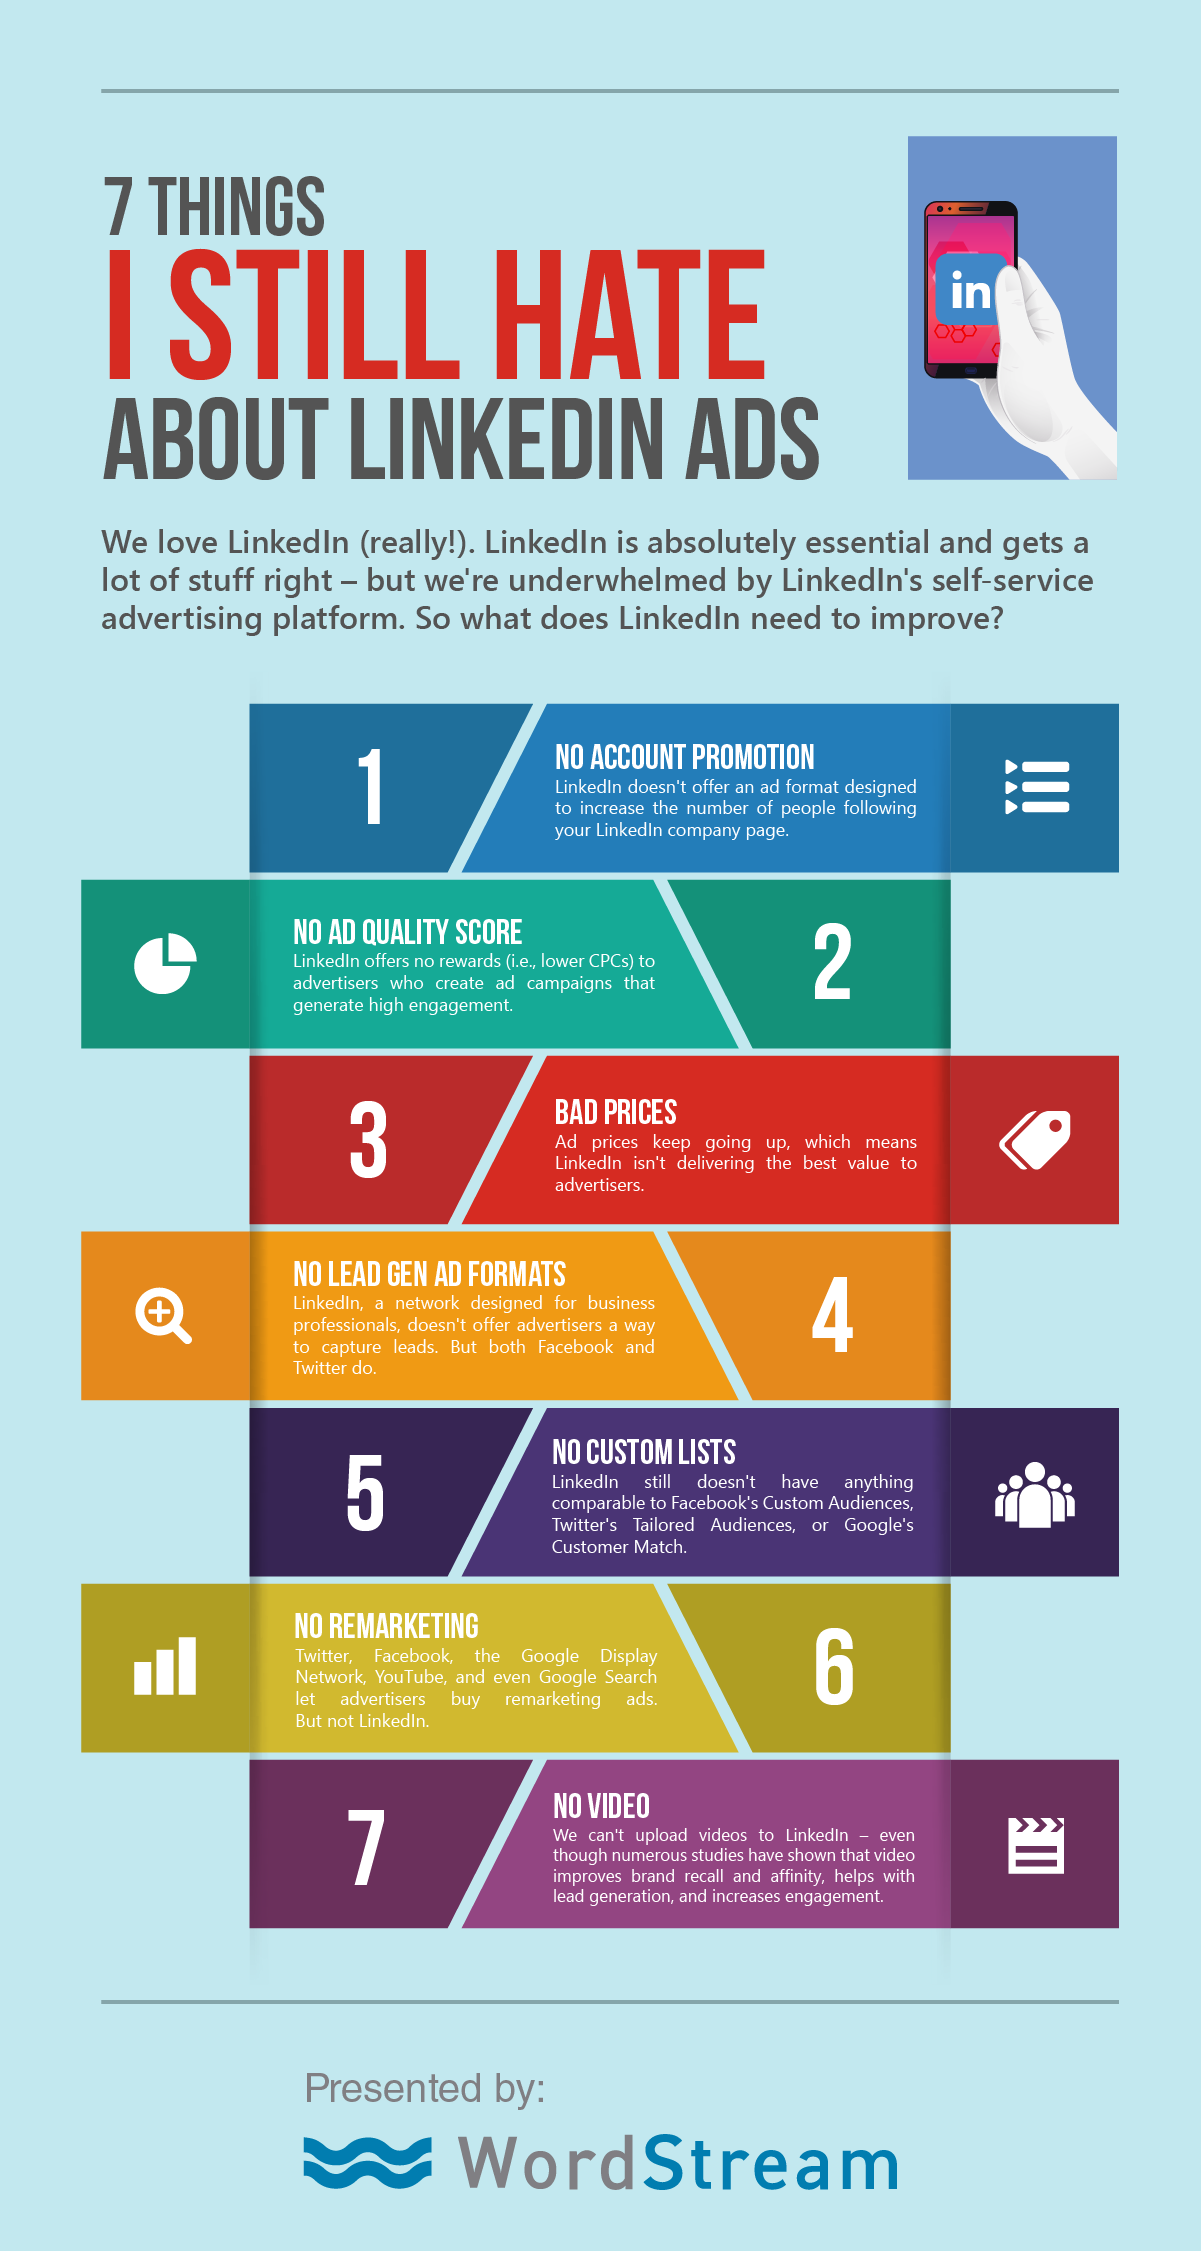 7 THINGS
I STILL HATE
ABOUT LINKEDIN ADS
in
We love LinkedIn (really!). LinkedIn is absolutely essential and gets a
lot of stuff right – but we're underwhelmed by LinkedIn's self-service
advertising platform. So what does LinkedIn need to improve?
1
NO ACCOUNT PROMOTION
LinkedIn doesn't offer an ad format designed
to increase the number of people following
your LinkedIn company page.
NO AD QUALITY SCORE
LinkedIn offers no rewards (i.e., lower CPCs) to
advertisers who create ad campaigns that
generate high engagement.
2
3
BAD PRICES
Ad prices keep going up, which means
LinkedIn isn't delivering the best value to
advertisers.
NO LEAD GEN AD FORMATS
LinkedIn, a network designed for business
professionals, doesn't offer advertisers a way
to capture leads. But both Facebook and
Twitter do.
4
5
NO CUSTOM LISTS
LinkedIn still doesn't have anything
comparable to Facebook's Custom Audiences,
Twitter's Tailored Audiences, or Google's
Customer Match.
NO REMARKETING
Twitter, Facebook, the Google Display
Network, YouTube, and even Google Search
let advertisers buy remarketing ads.
But not LinkedIn.
6
7
NO VIDEO
We can't upload videos to LinkedIn – even
though numerous studies have shown that video
improves brand recall and affinity, helps with
lead generation, and increases engagement.
Presented by:
WordStream